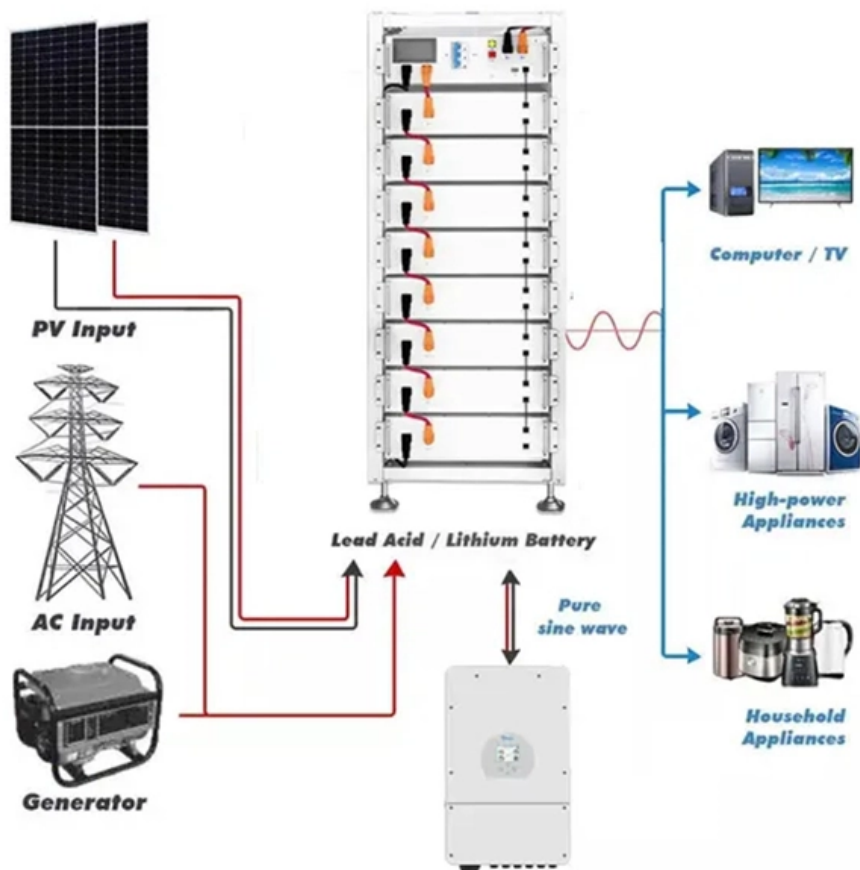 PV Input
Computer / TV
AC Input
High-power
Appliances
Lead Acid / Lithium Battery
Pure
sine wave
Generator
Household
Appliances